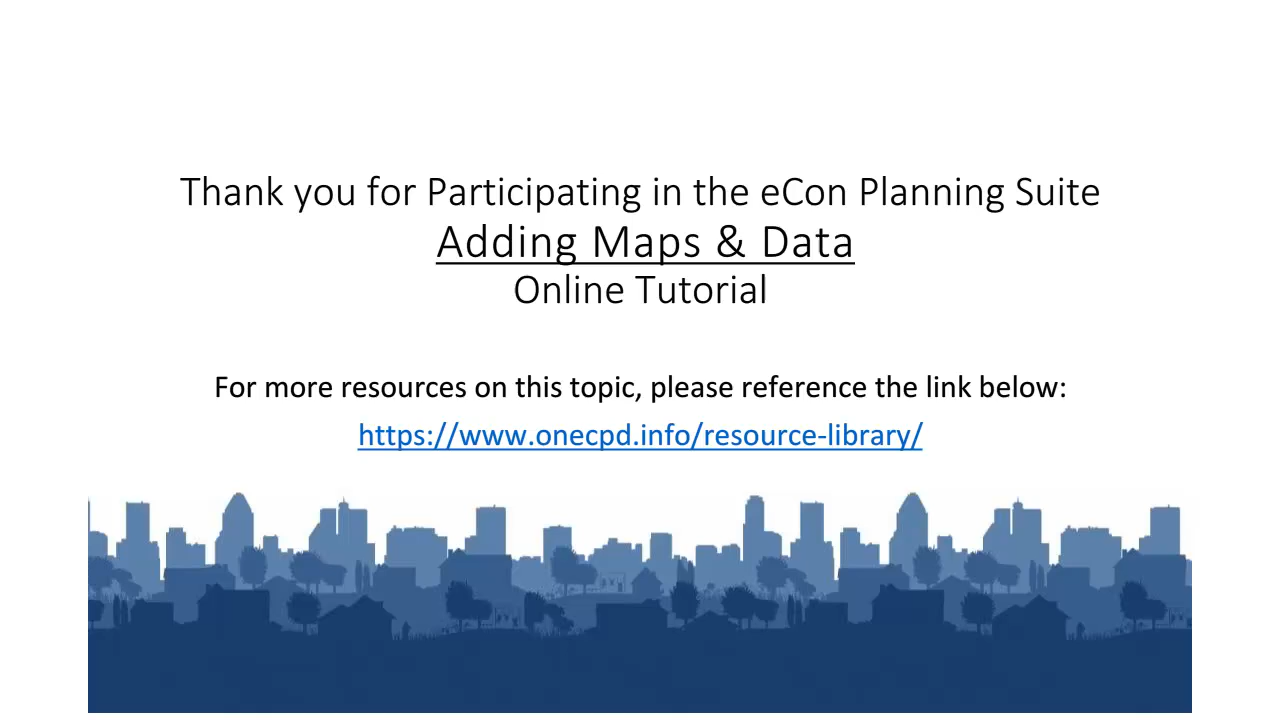 Thank you for Participating in the eCon Planning Suite
Adding Maps & Data
Online Tutorial
For more resources on this topic, please reference the link below:
https://www.onecpd.info/resource-library/